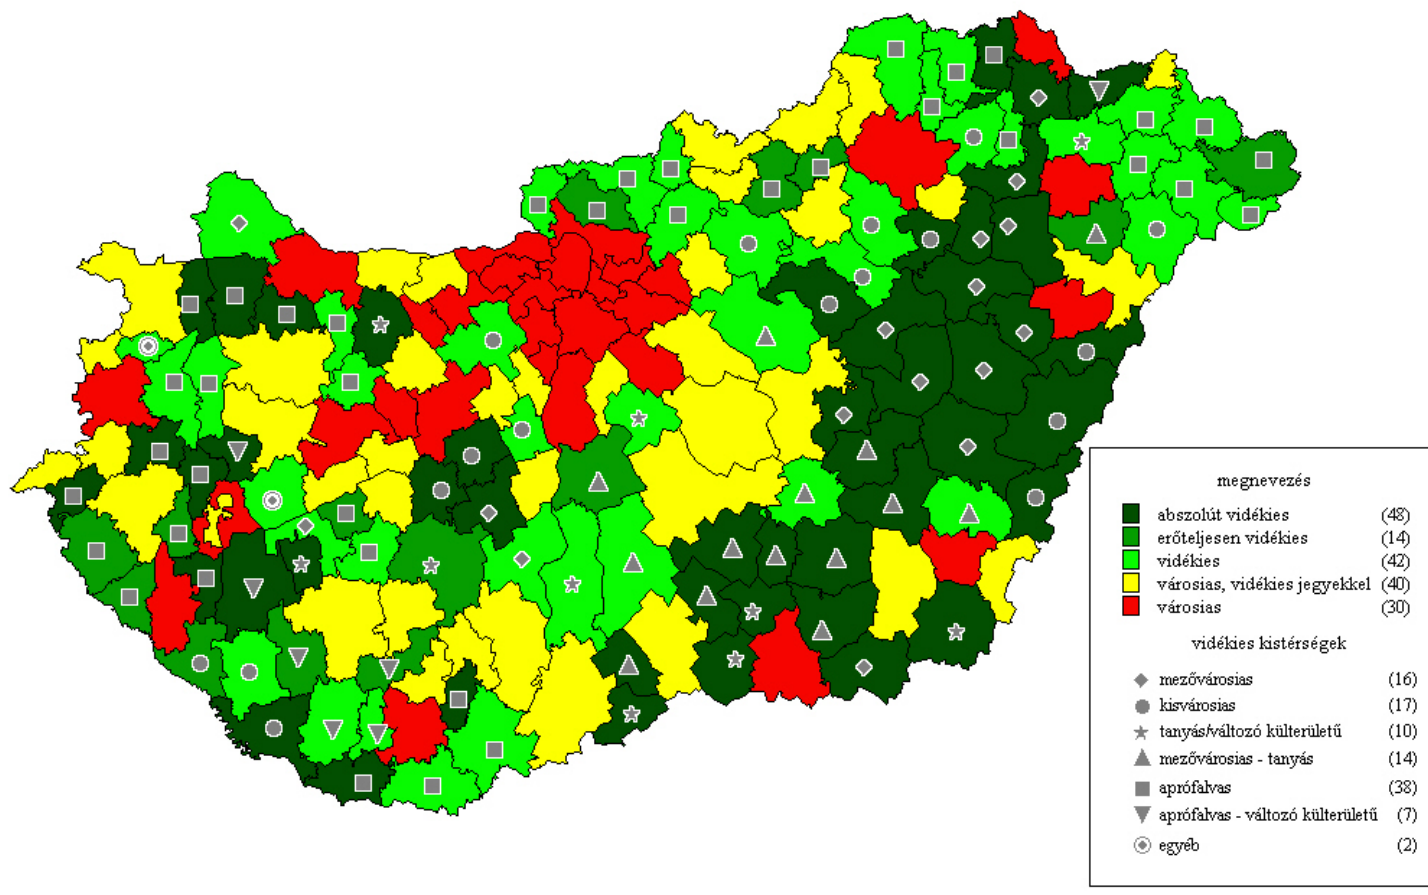 megnevezés
abszolút vidékies (48)
erőteljesen vidékies (14)
vidékies (42)
városias, vidékies jegyekkel (40)
városias (30)
vidékies kistérségek
mezővárosias (16)
kisvárosias (17)
tanyás/változó külterületű (10)
mezővárosias - tanyás (14)
aprófalvas (38)
aprófalvas - változó külterületű (7)
egyéb (2)